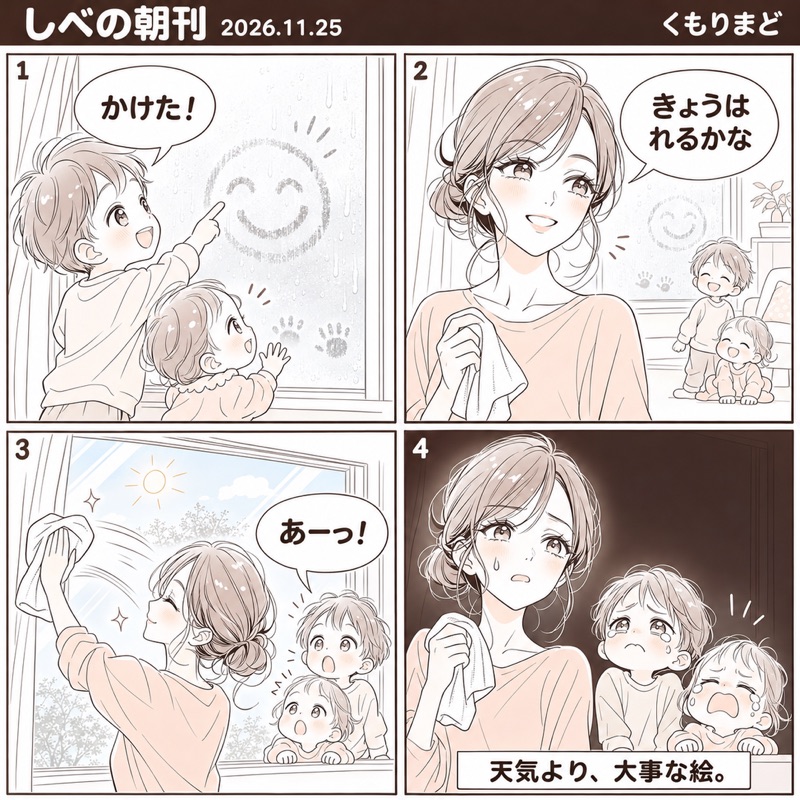 しべの朝刊 2026.11.25
くもりまど
1
かけた!
2
きょうは
れるかな
3
あーっ!
4
天気より、大事な絵。